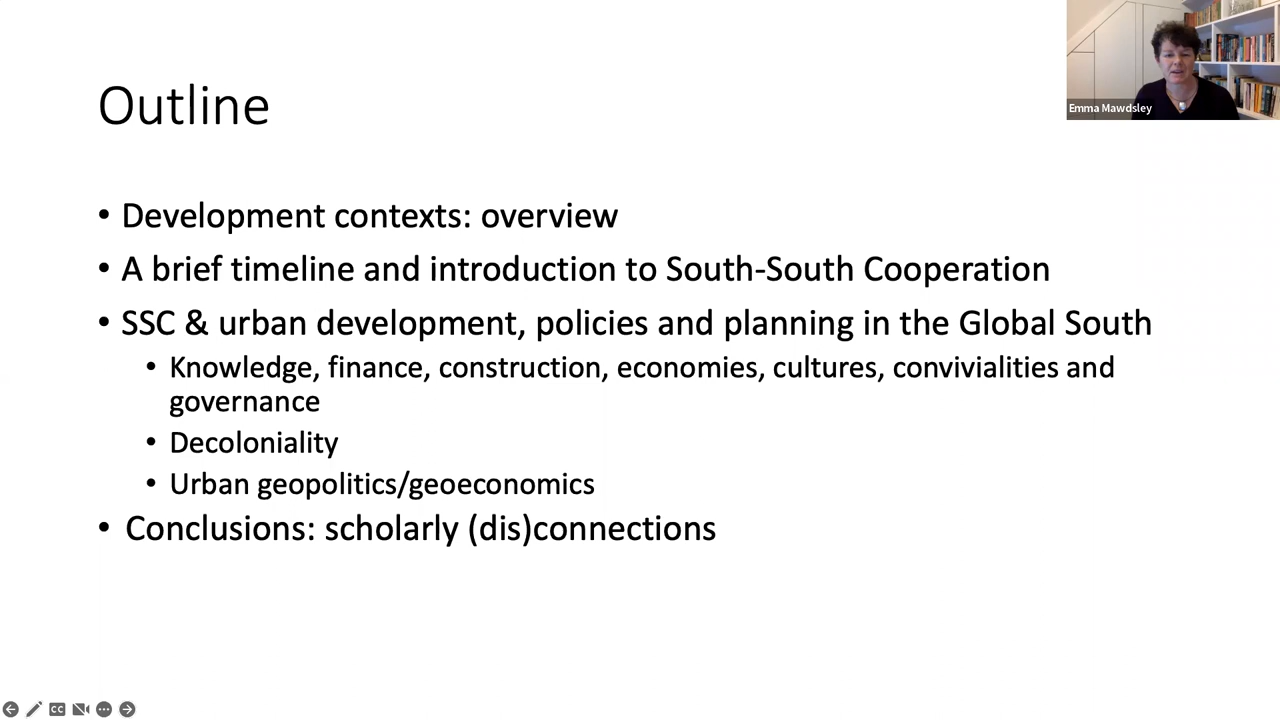 Outline
Emma Mawdsley
• Development contexts: overview
• A brief timeline and introduction to South-South Cooperation
• SSC & urban development, policies and planning in the Global South
• Knowledge, finance, construction, economies, cultures, convivialities and
governance
• Decoloniality
• Urban geopolitics/geoeconomics
• Conclusions: scholarly (dis)connections
CC